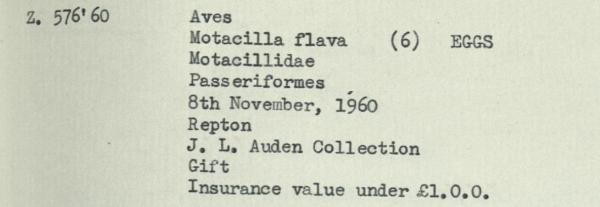 Z. 576'60 Aves
Motacilla flava (6) EGGS
Motacillidae
Passeriformes
8th November, 1960
Repton
J. L. Auden Collection
Gift
Insurance value under £1.0.0.